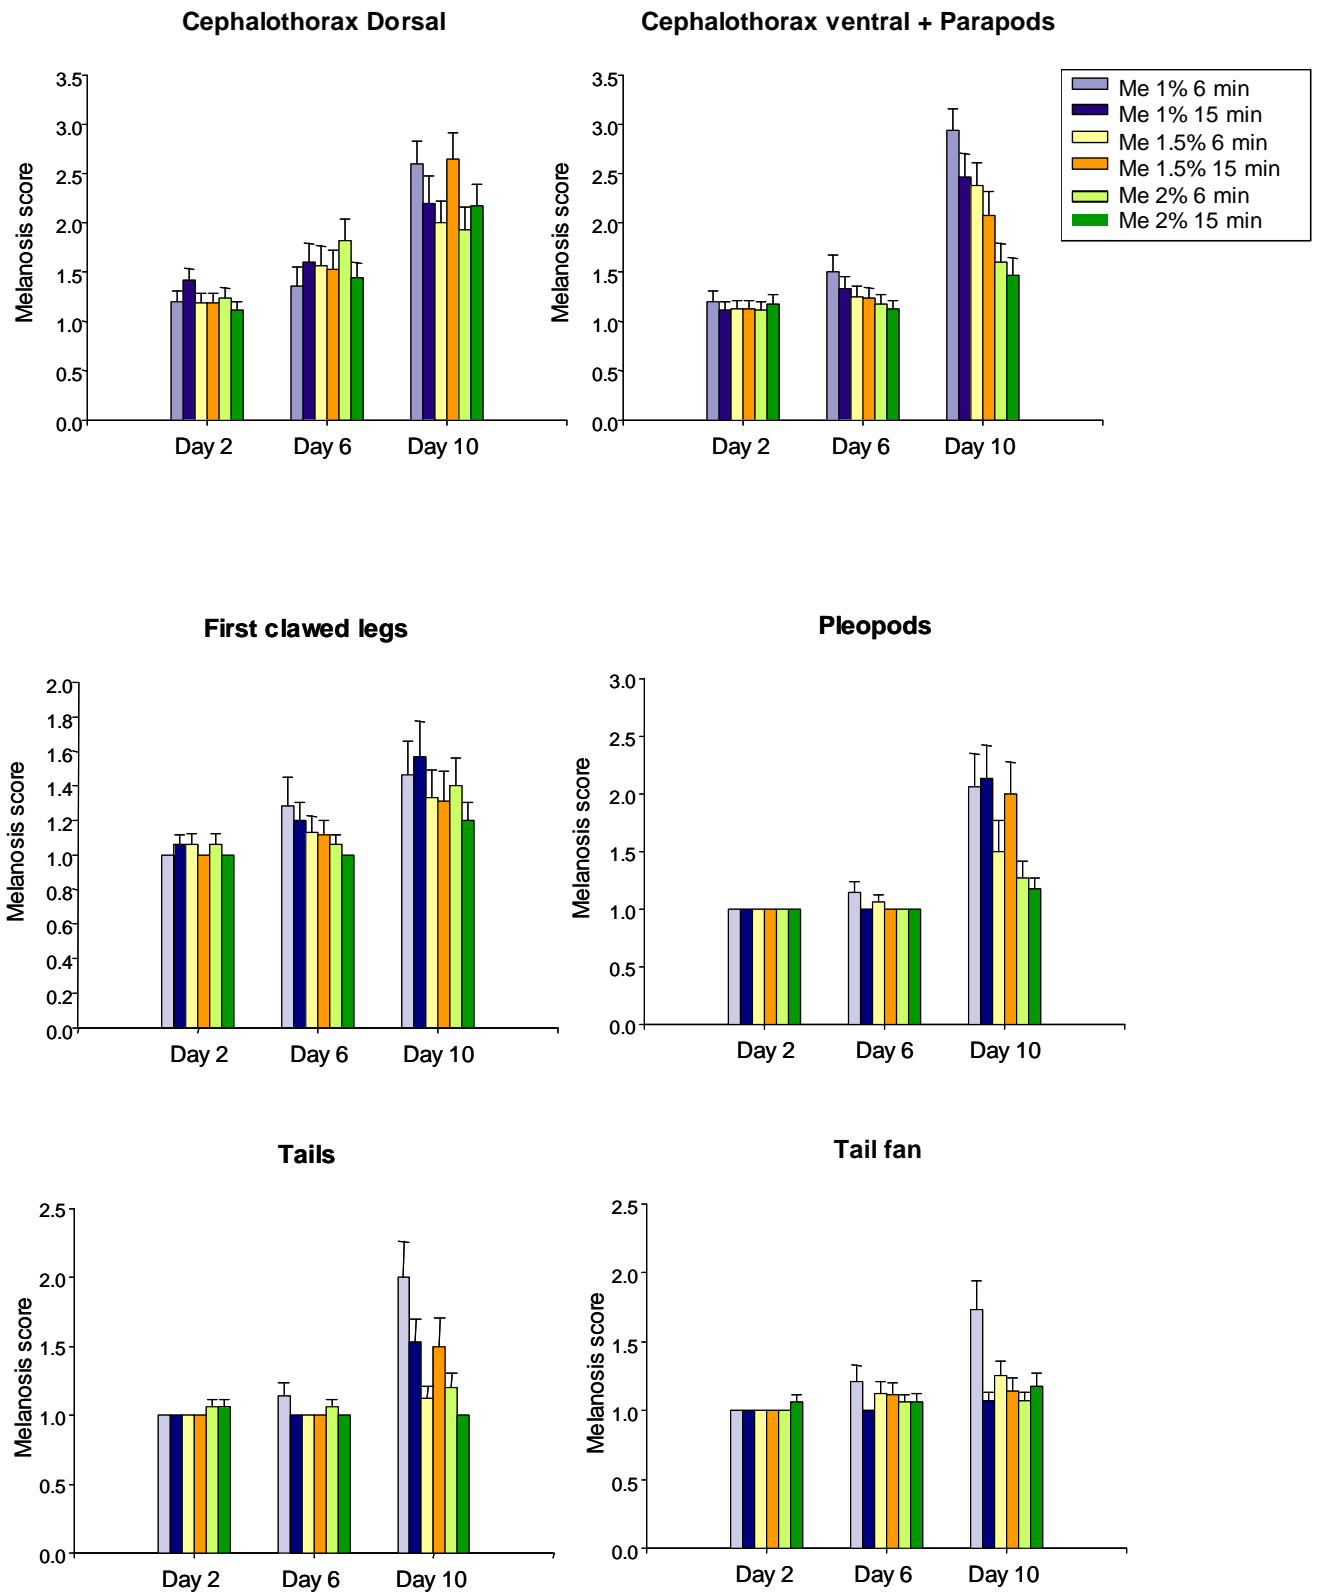 Cephalothorax Dorsal
Cephalothorax ventral + Parapods
Me 1% 6 min
Me 1% 15 min
Me 1.5% 6 min
Me 1.5% 15 min
Me 2% 6 min
Me 2% 15 min
Melanosis score
3.5
3.0
2.5
2.0
1.5
1.0
0.5
0.0
Day 2 Day 6 Day 10
Melanosis score
3.5
3.0
2.5
2.0
1.5
1.0
0.5
0.0
Day 2 Day 6 Day 10
First clawed legs
Melanosis score
2.0
1.8
1.6
1.4
1.2
1.0
0.8
0.6
0.4
0.2
0.0
Day 2 Day 6 Day 10
Pleopods
Melanosis score
3.0
2.5
2.0
1.5
1.0
0.5
0.0
Day 2 Day 6 Day 10
Tails
Melanosis score
2.5
2.0
1.5
1.0
0.5
0.0
Day 2 Day 6 Day 10
Tail fan
Melanosis score
2.5
2.0
1.5
1.0
0.5
0.0
Day 2 Day 6 Day 10